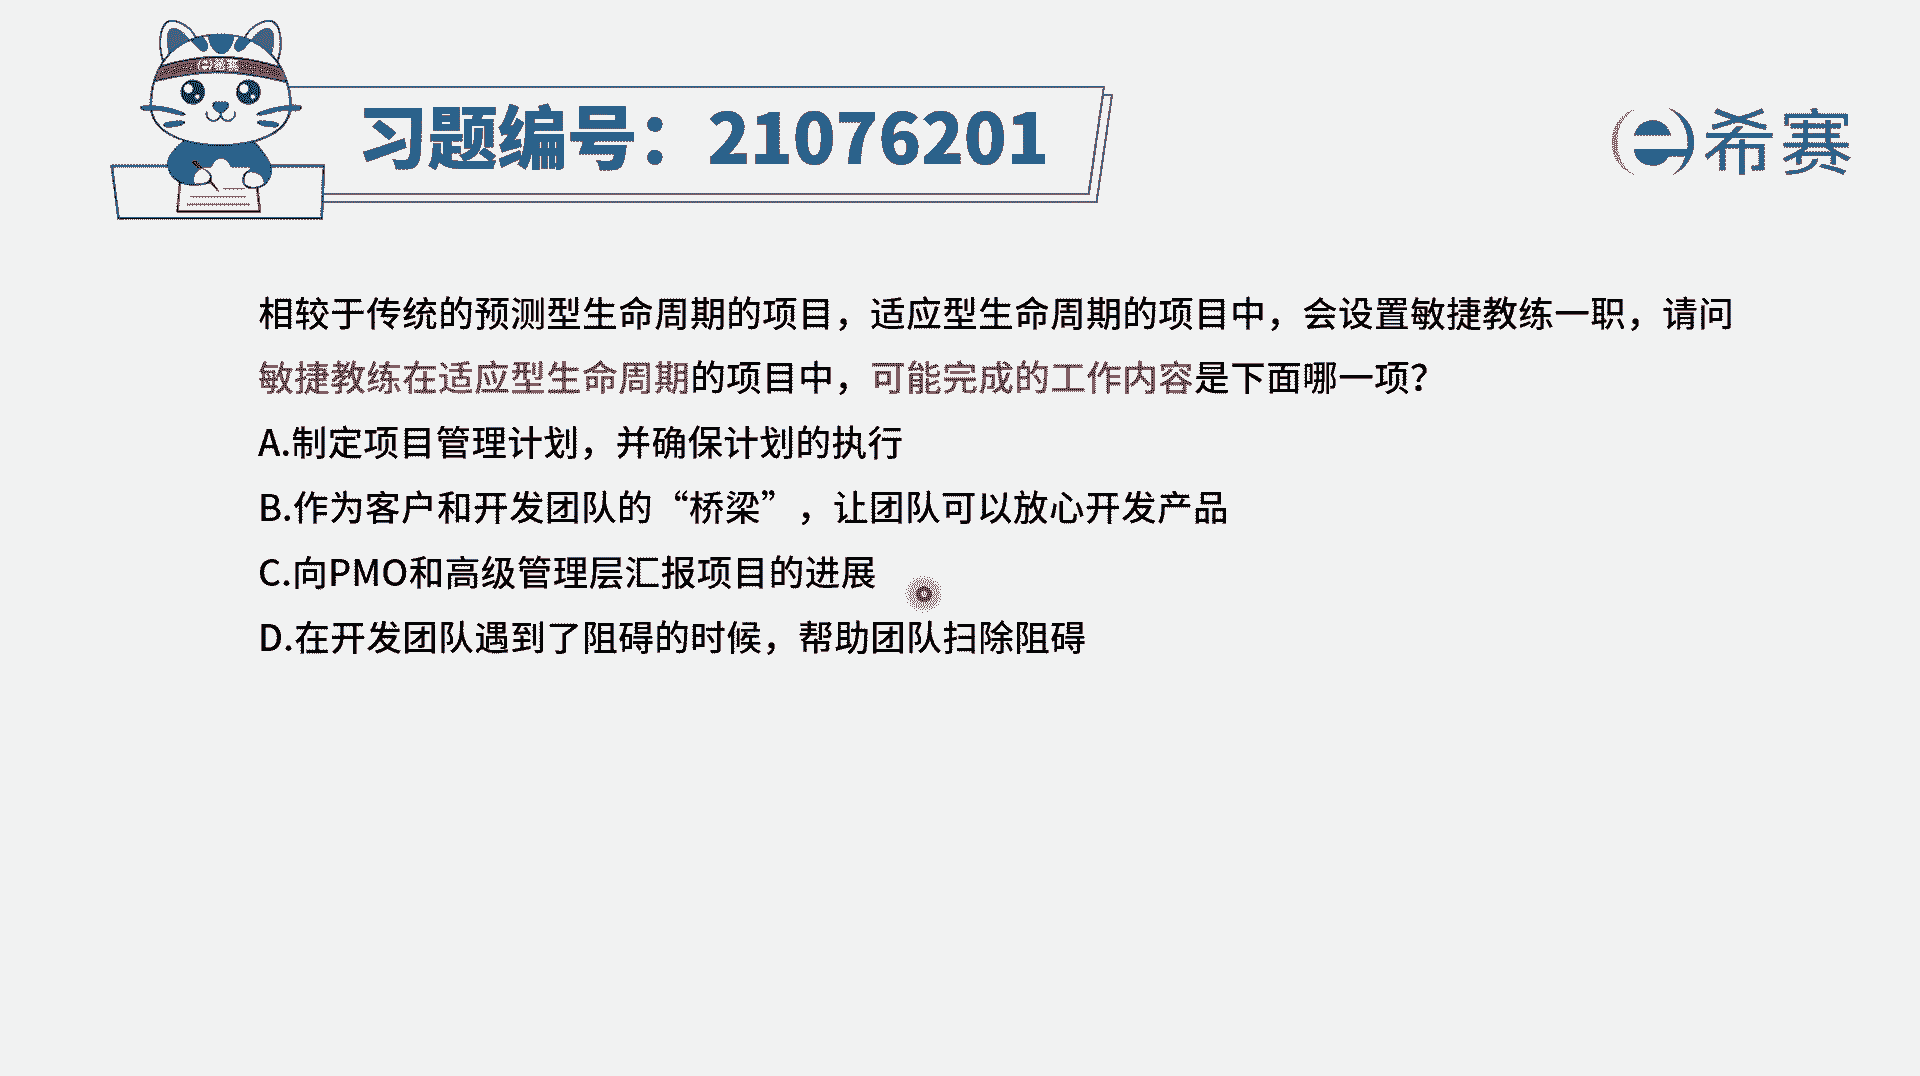 习题编号：21076201
希赛
相较于传统的预测型生命周期的项目，适应型生命周期的项目中，会设置敏捷教练一职，请问
敏捷教练在适应型生命周期的项目中，可能完成的工作内容是下面哪一项？
A.制定项目管理计划，并确保计划的执行
B.作为客户和开发团队的“桥梁”，让团队可以放心开发产品
C.向PMO和高级管理层汇报项目的进展
D.在开发团队遇到了阻碍的时候，帮助团队扫除阻碍